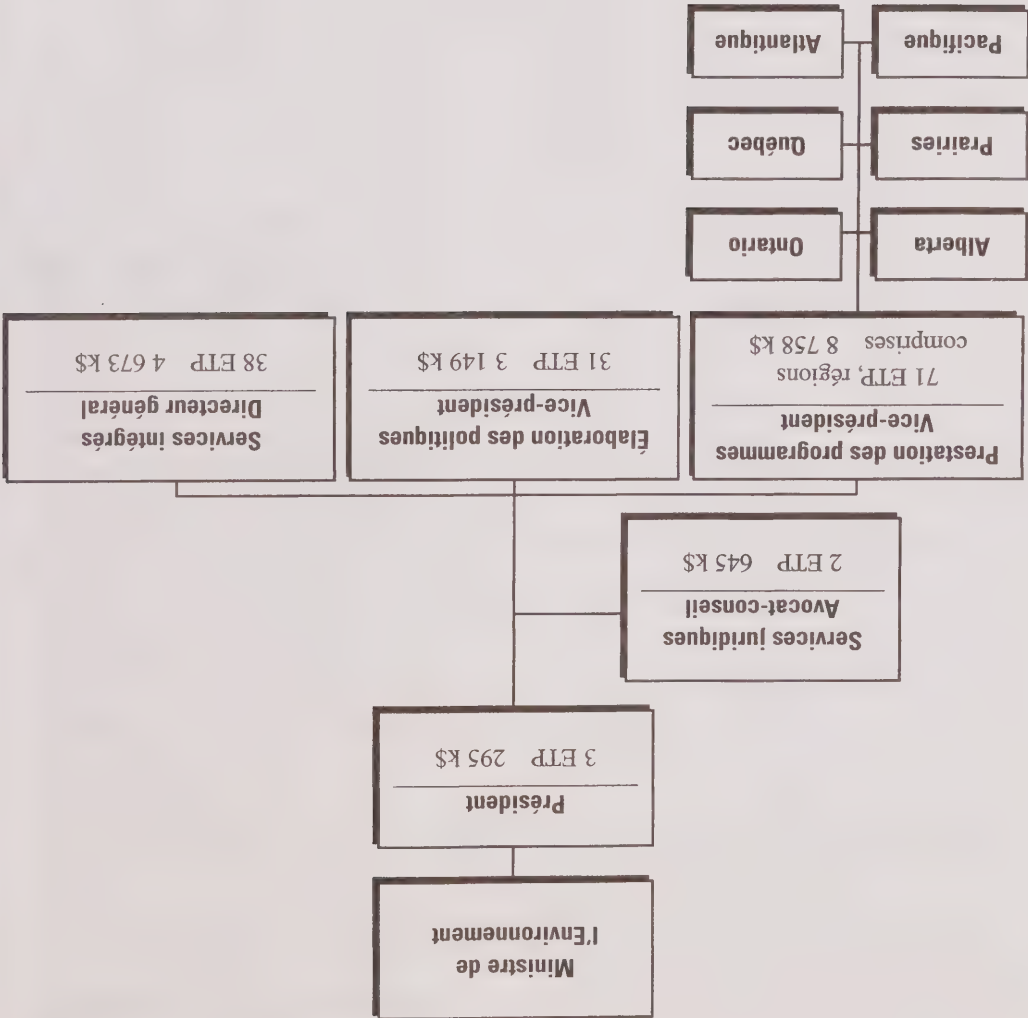 Ministre de
l'Environnement
Président
3 ETP 295 k$
Services juridiques
Avocat-conseil
2 ETP 645 k$
Prestation des programmes
Vice-président
71 ETP, régions
comprises 8 758 k$
Élaboration des politiques
Vice-président
31 ETP 3 149 k$
Services intégrés
Directeur général
38 ETP 4 673 k$
Alberta
Ontario
Prairies
Québec
Pacifique
Atlantique